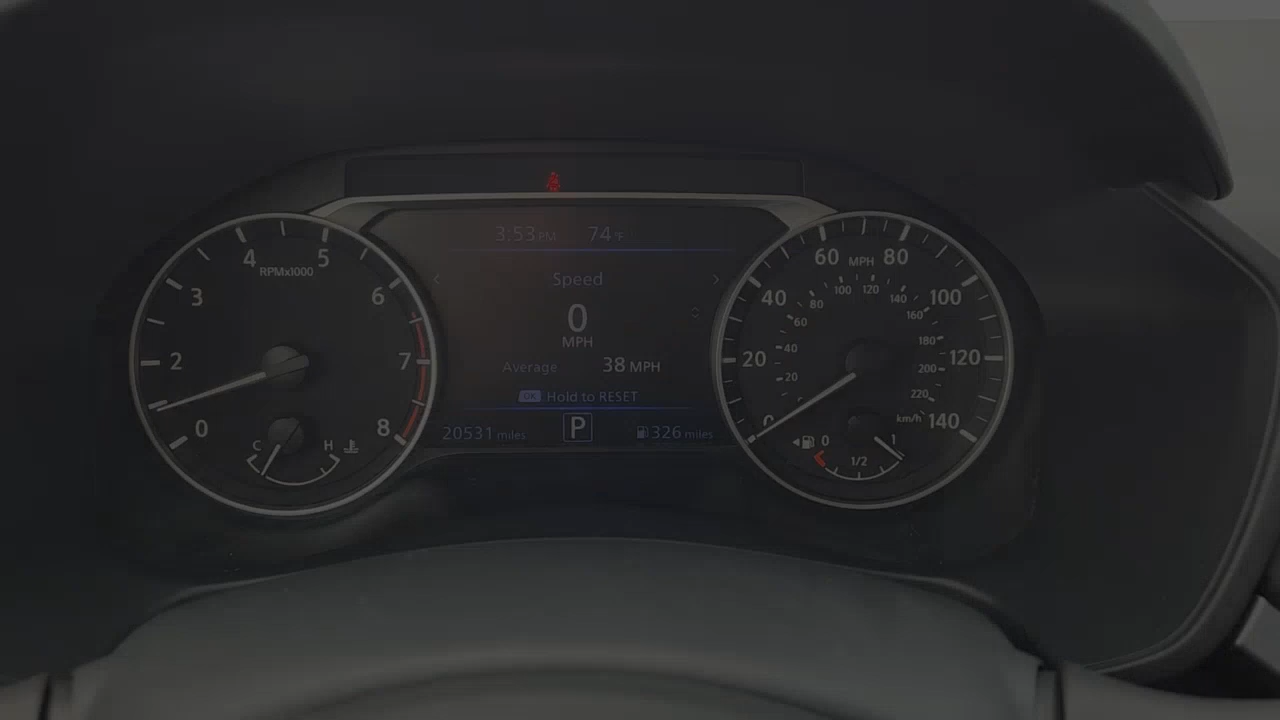 3:53 PM 74°F
Speed
0
MPH
Average 38 MPH
OK Hold to RESET
20531 miles P 326 miles
RPMx1000
0 2 3 4 5 6 7 8
C H
MPH
0 20 40 60 80 100 120 140
20 40 60 80 100 120 140 160 180 200 220
km/h
0 1/2 1